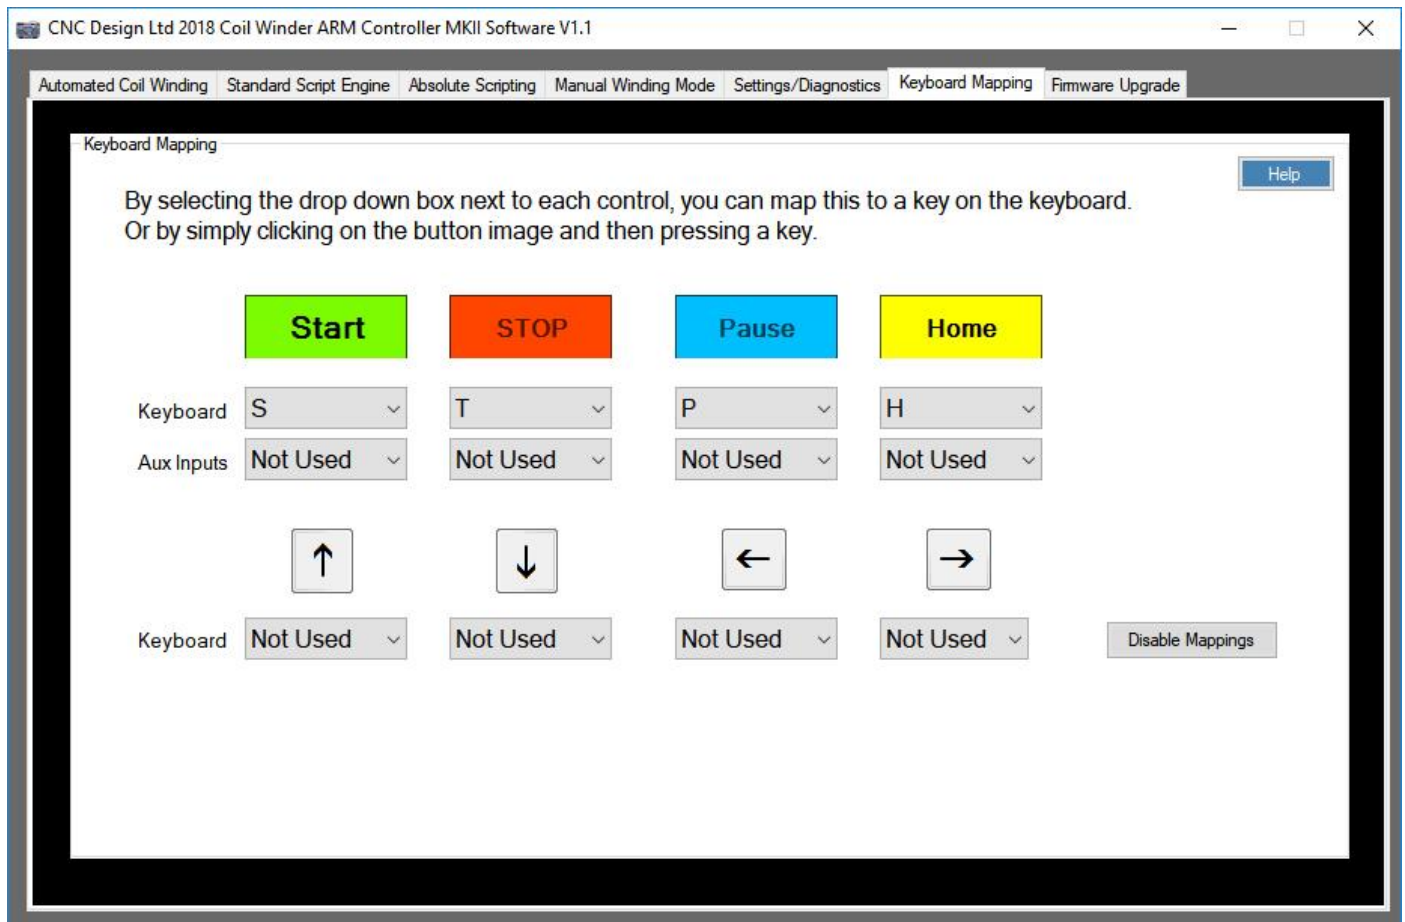 CNC Design Ltd 2018 Coil Winder ARM Controller MKII Software V1.1
Automated Coil Winding Standard Script Engine Absolute Scripting Manual Winding Mode Settings/Diagnostics Keyboard Mapping Firmware Upgrade
Keyboard Mapping
Help
By selecting the drop down box next to each control, you can map this to a key on the keyboard.
Or by simply clicking on the button image and then pressing a key.
Start STOP Pause Home
Keyboard S T P H
Aux Inputs Not Used Not Used Not Used Not Used
↑ ↓ ← →
Keyboard Not Used Not Used Not Used Not Used Disable Mappings